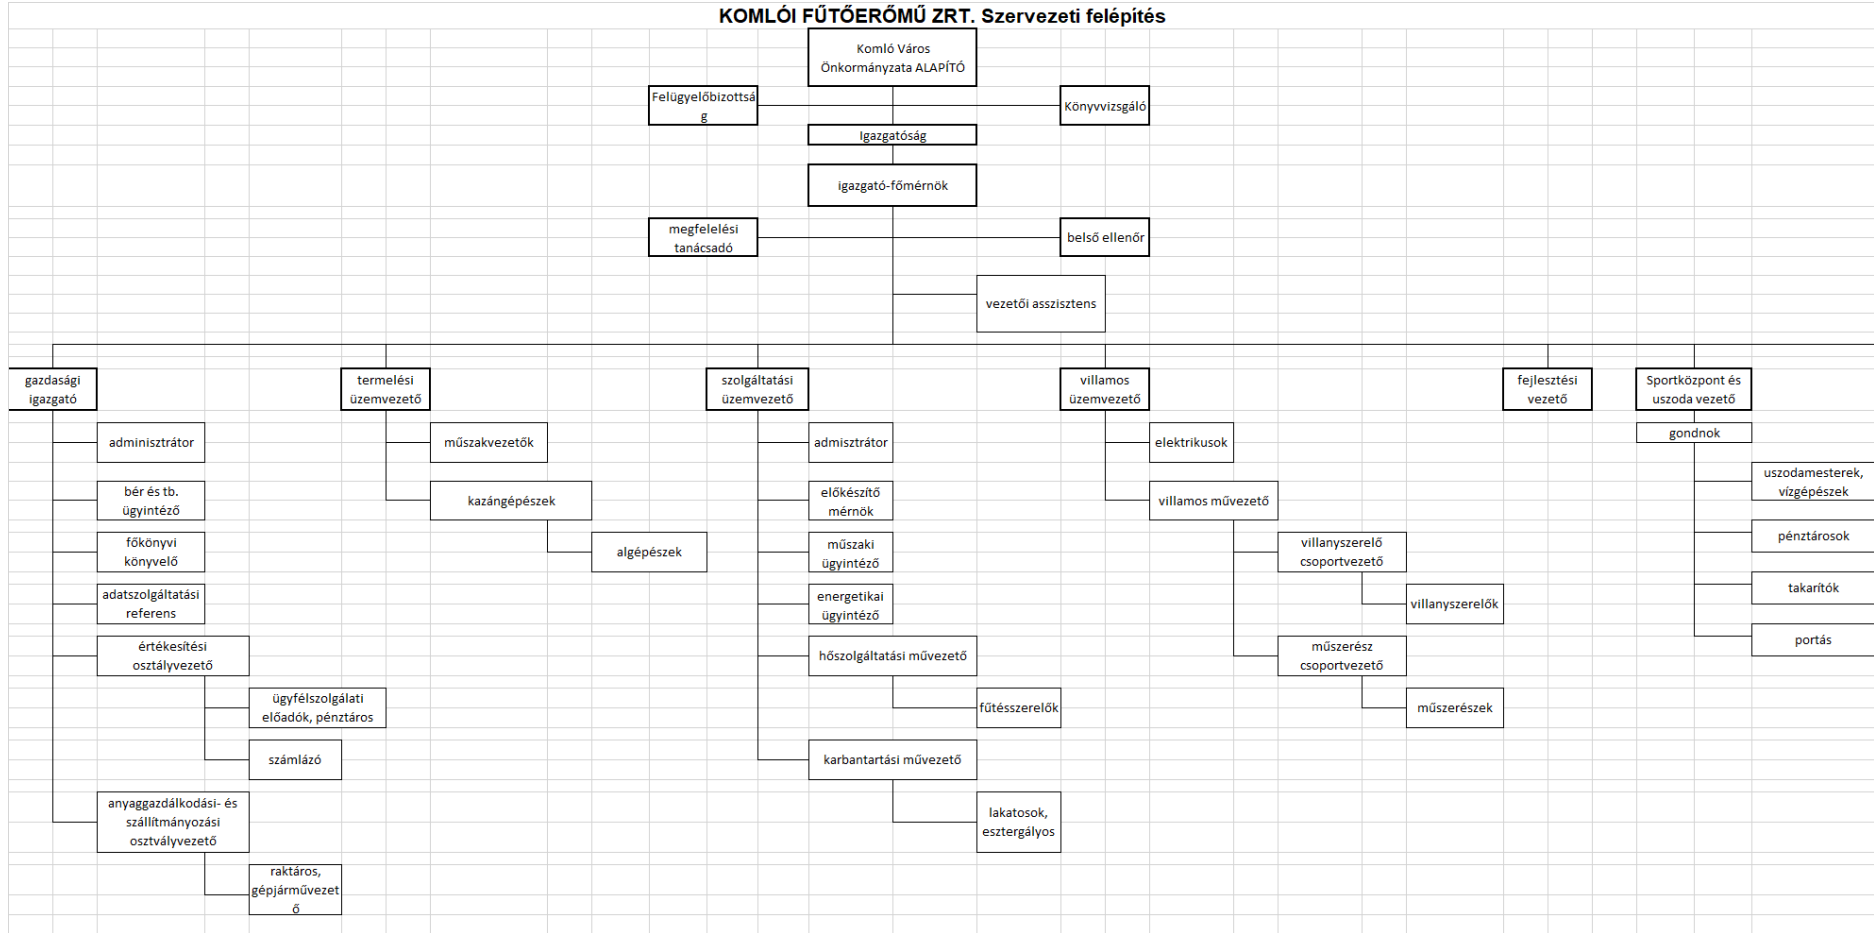 KOMLÓI FŰTŐERŐMŰ ZRT. Szervezeti felépítés
Komló Város
Önkormányzata ALAPÍTÓ
Felügyelőbizottsá
g
Könyvvizsgáló
Igazgatóság
igazgató-főmérnök
megfelelési
tanácsadó
belső ellenőr
vezetői asszisztens
gazdasági
igazgató
termelési
üzemvezető
szolgáltatási
üzemvezető
villamos
üzemvezető
fejlesztési
vezető
Sportközpont és
uszoda vezető
adminisztrátor
bér és tb.
ügyintéző
főkönyvi
könyvelő
adatszolgáltatási
referens
értékesítési
osztályvezető
ügyfélszolgálati
előadók, pénztáros
számlázó
anyaggazdálkodási- és
szállítmányozási
osztvályvezető
raktáros,
gépjárművezet
ő
műszakvezetők
kazángépészek
algépészek
admisztrátor
előkészítő
mérnök
műszaki
ügyintéző
energetikai
ügyintéző
hőszolgáltatási művezető
fűtésszerelők
karbantartási művezető
lakatosok,
esztergályos
elektrikusok
villamos művezető
villanyszerelő
csoportvezető
villanyszerelők
műszerész
csoportvezető
műszerészek
gondnok
uszodamesterek,
vízgépészek
pénztárosok
takarítók
portás